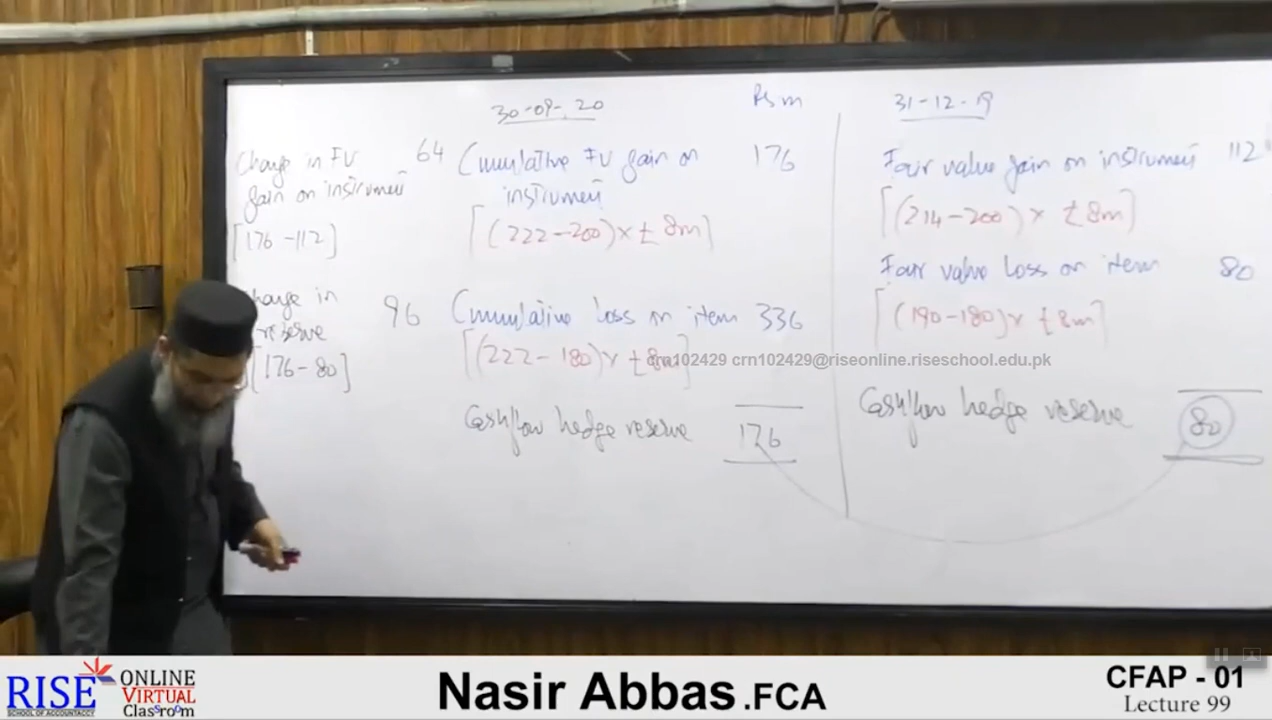 30-09-20
Rs m
31-12-19
Change in FV
gain on instrument
64
[176-112]
Cumulative FV gain on
instrument
176
[(222-200)x £8m]
Fair value gain on instrument
112
[(214-200)x £8m]
Fair value Loss on item
80
[(190-180)x £8m]
Change in
reserve
96
[176-80]
Cumulative Loss on item
336
[(222-180)x £8m]
Cashflow hedge reserve
176
Cashflow hedge reserve
80
crn102429 crn102429@riseonline.riseschool.edu.pk
RISE
SCHOOL OF ACCOUNTANCY
ONLINE
VIRTUAL
Classroom
Nasir Abbas.FCA
CFAP - 01
Lecture 99